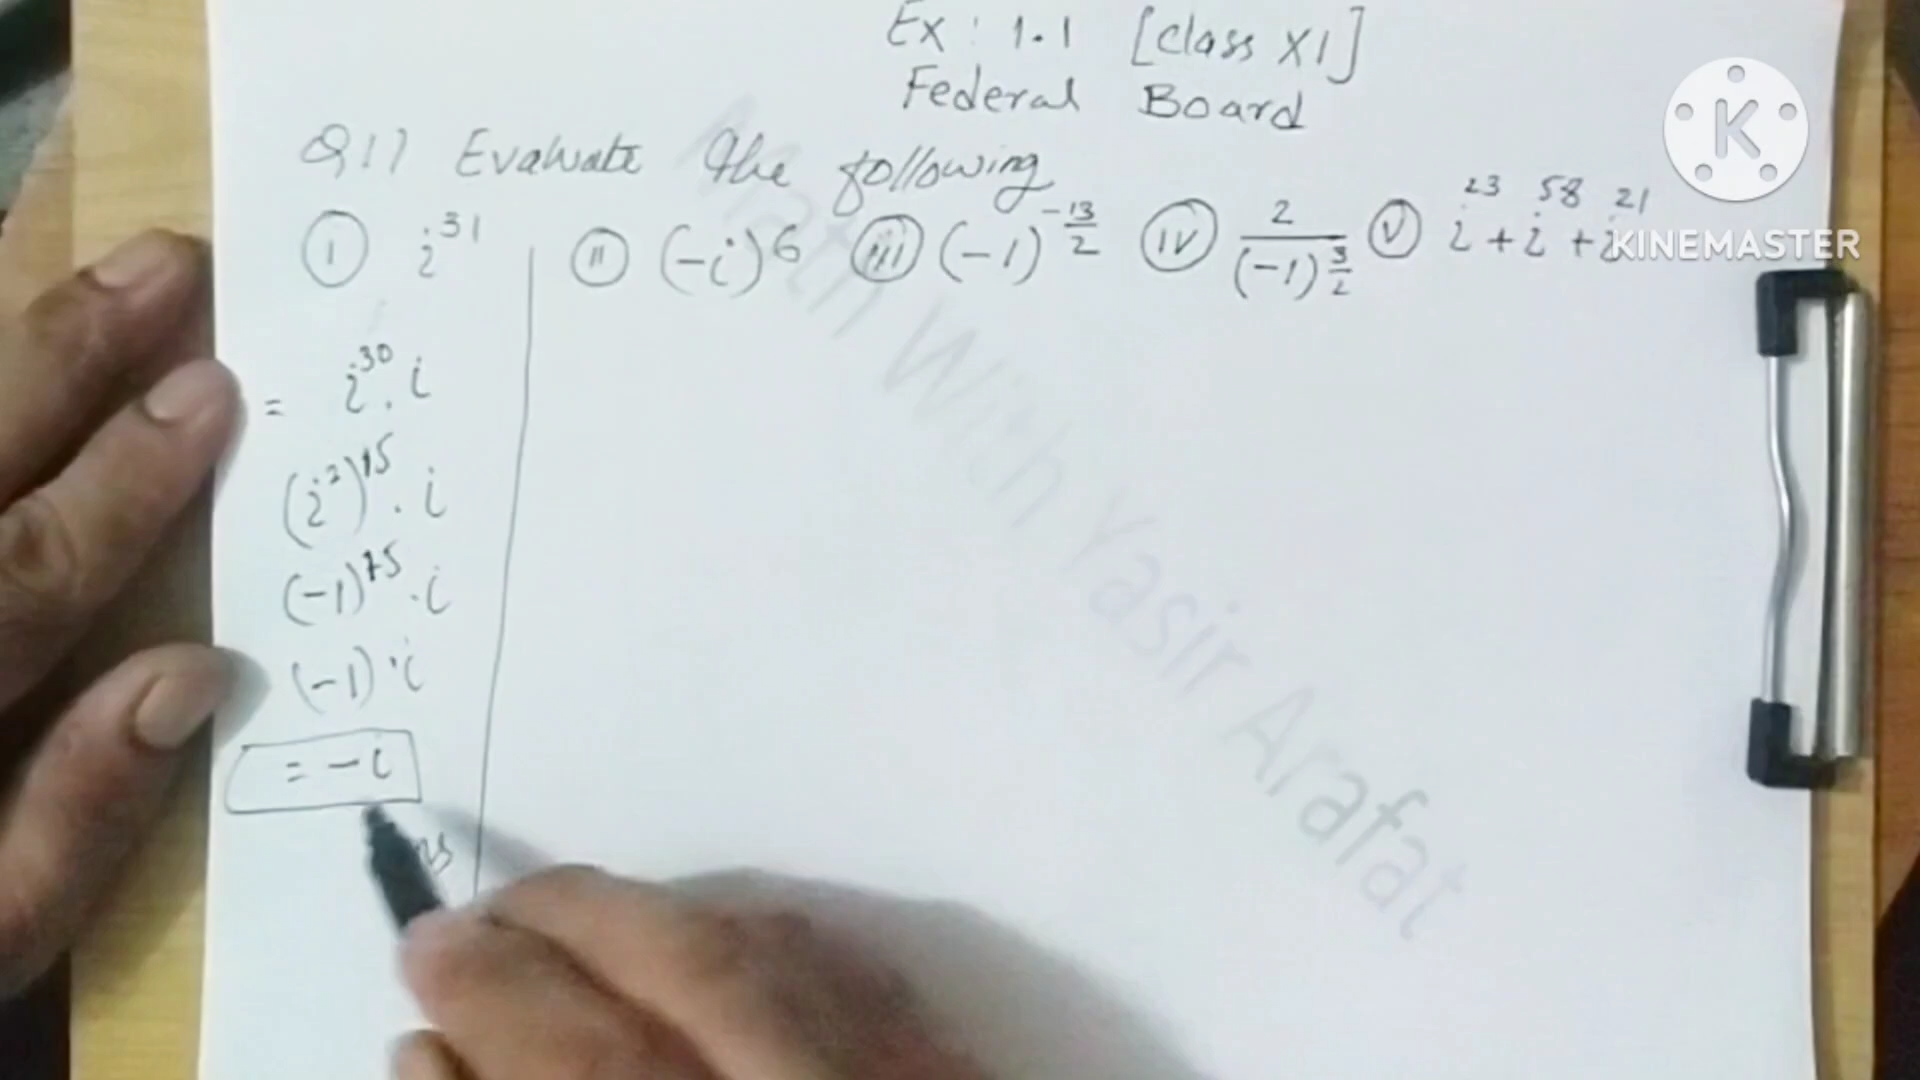 Ex: 1.1 [class XI]
Federal Board
Q1) Evaluate the following
(i) i^31 (ii) (-i)^6 (iii) (-1)^(-13/2) (iv) 2/(-1)^(3/2) (v) i^23 + i^58 + i^21
= i^30 . i
(i^2)^15 . i
(-1)^15 . i
(-1) . i
= -i
K
KINEMASTER
Math With Yasir Arafat